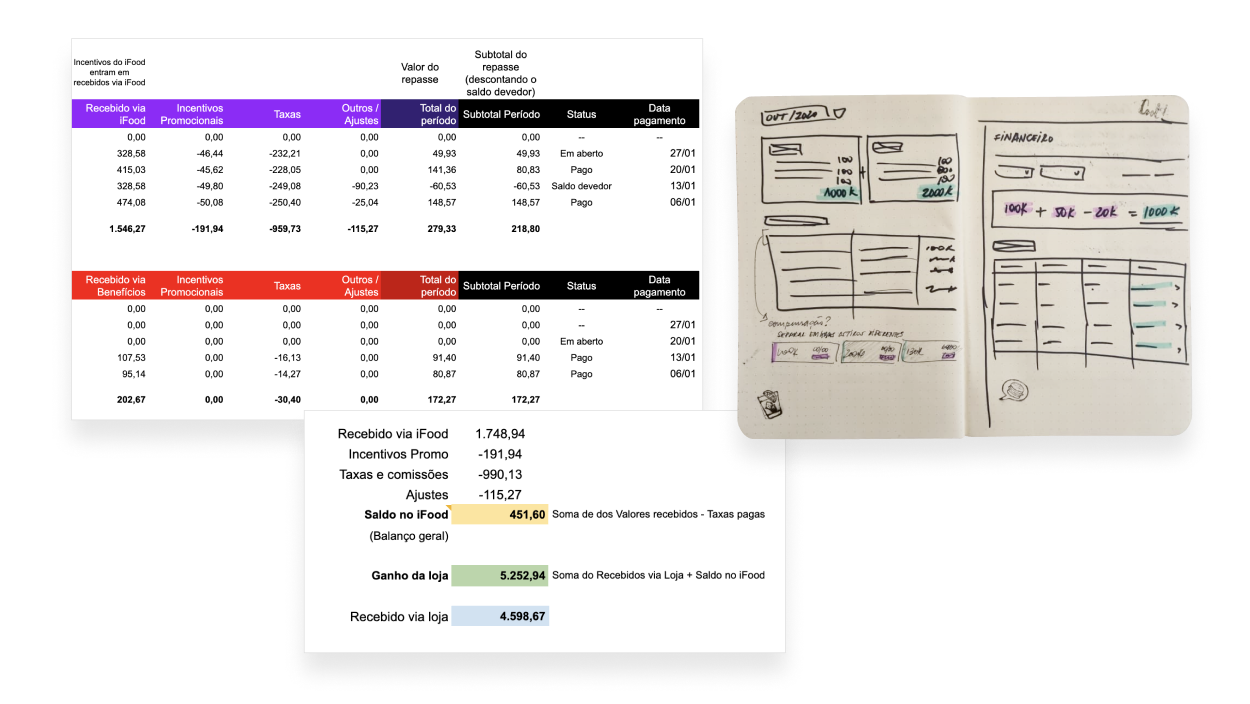 Incentivos do iFood
entram em
recebidos via iFood
Valor do
repasse
Subtotal do
repasse
(descontando o
saldo devedor)
Recebido via iFood Incentivos Promocionais Taxas Outros / Ajustes Total do período Subtotal Período Status Data pagamento
0,00 0,00 0,00 0,00 0,00 0,00 -- --
328,58 -46,44 -232,21 0,00 49,93 49,93 Em aberto 27/01
415,03 -45,62 -228,05 0,00 141,36 80,83 Pago 20/01
328,58 -49,80 -249,08 -90,23 -60,53 -60,53 Saldo devedor 13/01
474,08 -50,08 -250,40 -25,04 148,57 148,57 Pago 06/01
1.546,27 -191,94 -959,73 -115,27 279,33 218,80
Recebido via Benefícios Incentivos Promocionais Taxas Outros / Ajustes Total do período Subtotal Período Status Data pagamento
0,00 0,00 0,00 0,00 0,00 0,00 -- --
0,00 0,00 0,00 0,00 0,00 0,00 -- 27/01
0,00 0,00 0,00 0,00 0,00 0,00 Em aberto 20/01
107,53 0,00 -16,13 0,00 91,40 91,40 Pago 13/01
95,14 0,00 -14,27 0,00 80,87 80,87 Pago 06/01
202,67 0,00 -30,40 0,00 172,27 172,27
Recebido via iFood 1.748,94
Incentivos Promo -191,94
Taxas e comissões -990,13
Ajustes -115,27
Saldo no iFood 451,60 Soma de dos Valores recebidos - Taxas pagas
(Balanço geral)
Ganho da loja 5.252,94 Soma do Recebidos via Loja + Saldo no iFood
Recebido via loja 4.598,67
OUT/2020
100
100
100
1000K
+
100
100
2000K
100K
compensação?
SEPARAR EM
DIFERENTES
FINANCEIRO
100K + 50K - 20K = 1000K